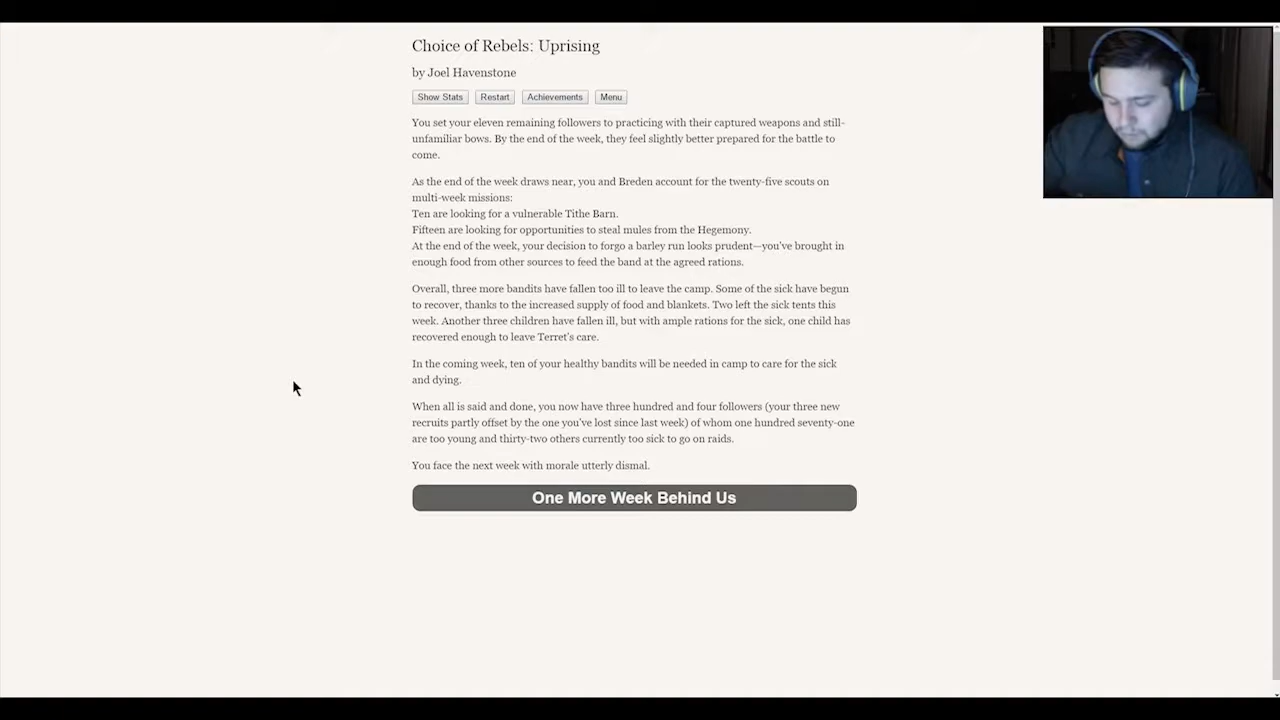 Choice of Rebels: Uprising
by Joel Havenstone
Show Stats Restart Achievements Menu
You set your eleven remaining followers to practicing with their captured weapons and still-
unfamiliar bows. By the end of the week, they feel slightly better prepared for the battle to
come.
As the end of the week draws near, you and Breden account for the twenty-five scouts on
multi-week missions:
Ten are looking for a vulnerable Tithe Barn.
Fifteen are looking for opportunities to steal mules from the Hegemony.
At the end of the week, your decision to forgo a barley run looks prudent—you've brought in
enough food from other sources to feed the band at the agreed rations.
Overall, three more bandits have fallen too ill to leave the camp. Some of the sick have begun
to recover, thanks to the increased supply of food and blankets. Two left the sick tents this
week. Another three children have fallen ill, but with ample rations for the sick, one child has
recovered enough to leave Terret's care.
In the coming week, ten of your healthy bandits will be needed in camp to care for the sick
and dying.
When all is said and done, you now have three hundred and four followers (your three new
recruits partly offset by the one you've lost since last week) of whom one hundred seventy-one
are too young and thirty-two others currently too sick to go on raids.
You face the next week with morale utterly dismal.
One More Week Behind Us